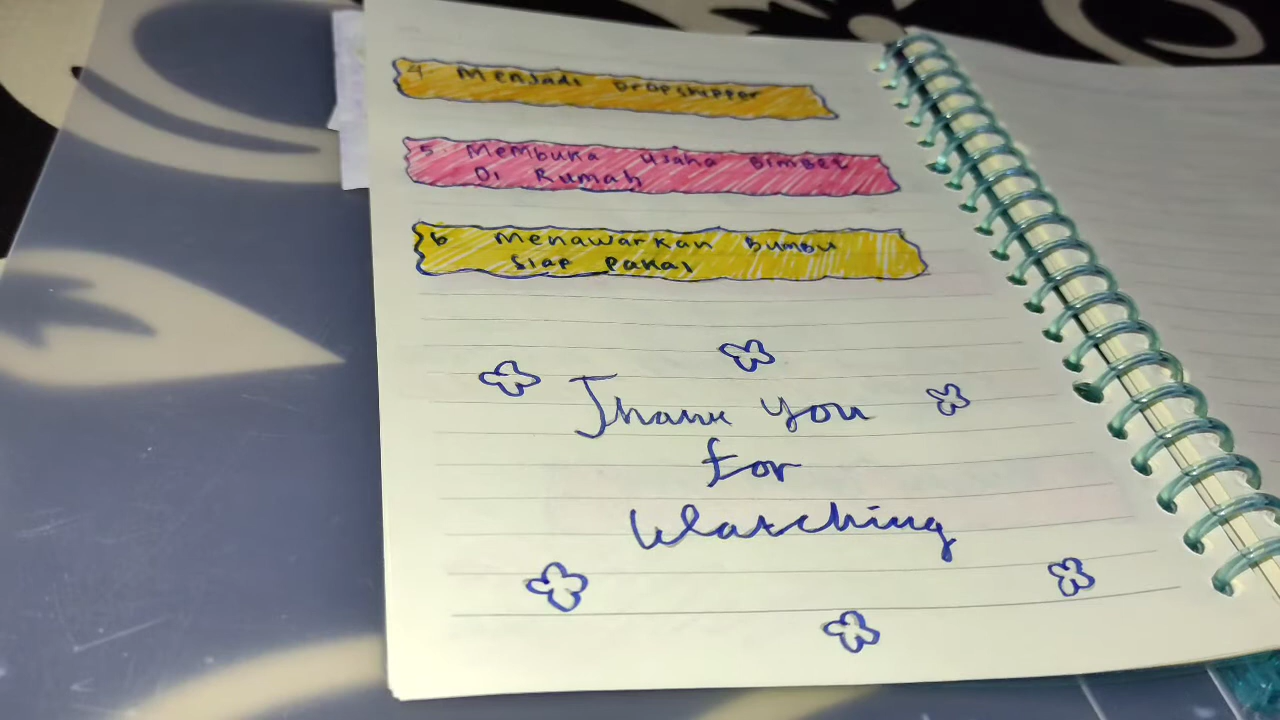 4 Menjadi Dropshipper
5. Membuka Usaha Bimbel
Di Rumah
6 Menawarkan Bumbu
Siap Pakai
Thank you
for
Watching